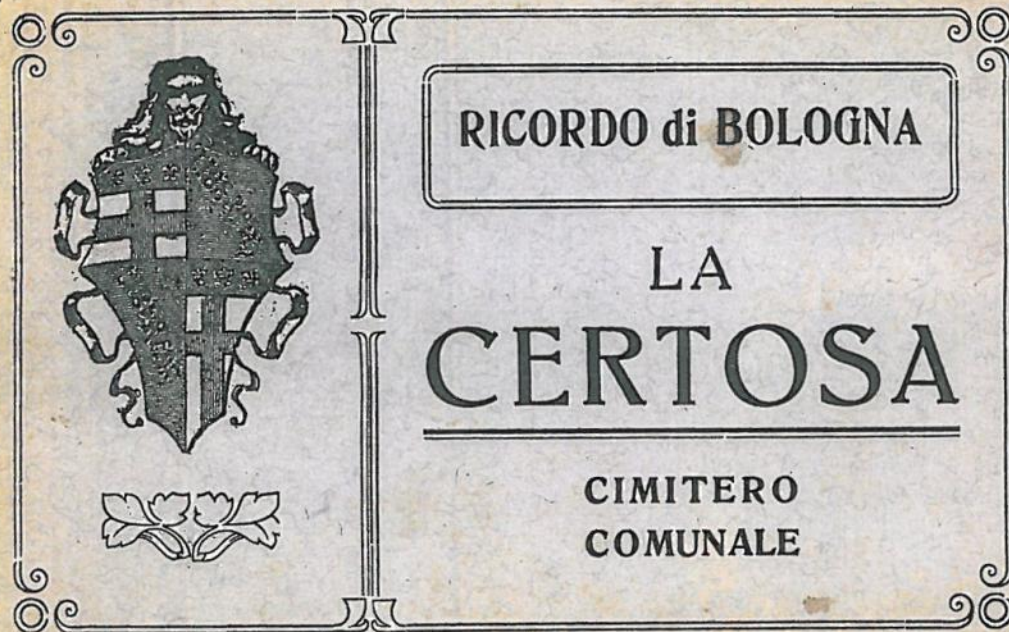 RICORDO di BOLOGNA
LA
CERTOSA
CIMITERO
COMUNALE